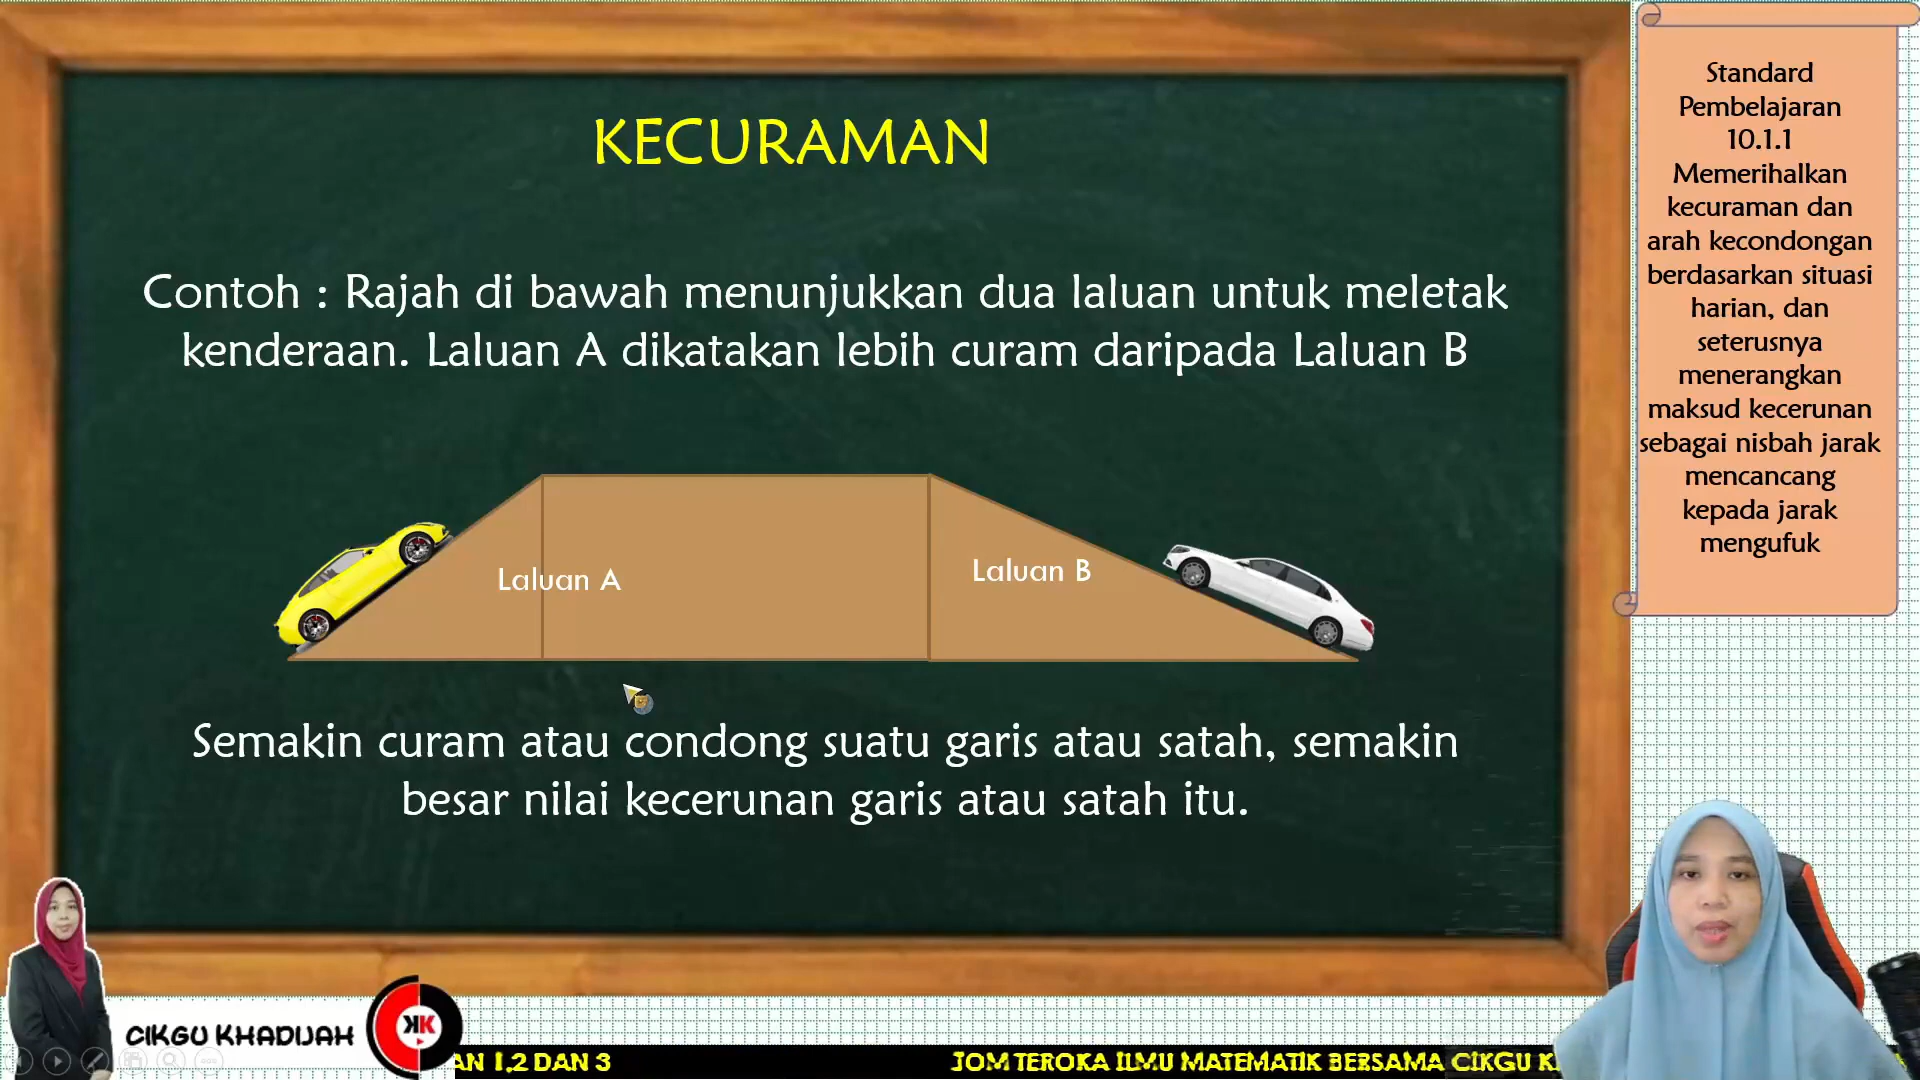 KECURAMAN
Contoh : Rajah di bawah menunjukkan dua laluan untuk meletak
kenderaan. Laluan A dikatakan lebih curam daripada Laluan B
Laluan A
Laluan B
Semakin curam atau condong suatu garis atau satah, semakin
besar nilai kecerunan garis atau satah itu.
Standard
Pembelajaran
10.1.1
Memerihalkan
kecuraman dan
arah kecondongan
berdasarkan situasi
harian, dan
seterusnya
menerangkan
maksud kecerunan
sebagai nisbah jarak
mencancang
kepada jarak
mengufuk
CIKGU KHADIJAH
KK
AN 1,2 DAN 3
JOM TEROKA ILMU MATEMATIK BERSAMA CIKGU K